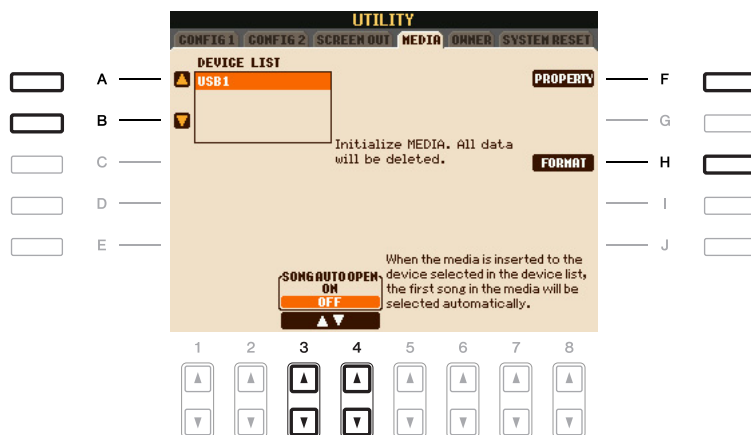 UTILITY
CONFIG 1 CONFIG 2 SCREEN OUT MEDIA OWNER SYSTEM RESET
DEVICE LIST
A USB1 PROPERTY F
B G
Initialize MEDIA. All data
C will be deleted. FORMAT H
D I
E J
When the media is inserted to the
SONG AUTO OPEN device selected in the device list,
ON the first song in the media will be
OFF selected automatically.
1 2 3 4 5 6 7 8